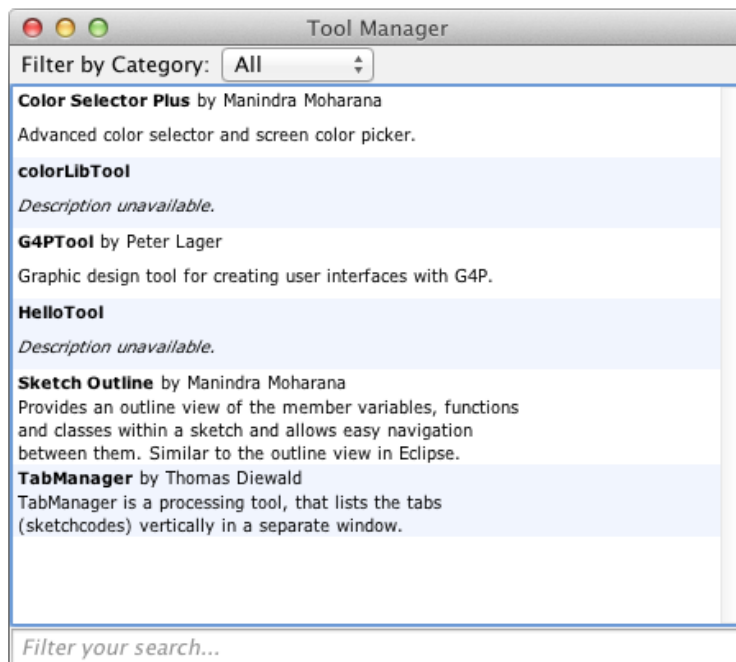 Tool Manager
Filter by Category: All
Color Selector Plus by Manindra Moharana
Advanced color selector and screen color picker.
colorLibTool
Description unavailable.
G4PTool by Peter Lager
Graphic design tool for creating user interfaces with G4P.
HelloTool
Description unavailable.
Sketch Outline by Manindra Moharana
Provides an outline view of the member variables, functions
and classes within a sketch and allows easy navigation
between them. Similar to the outline view in Eclipse.
TabManager by Thomas Diewald
TabManager is a processing tool, that lists the tabs
(sketchcodes) vertically in a separate window.
Filter your search...